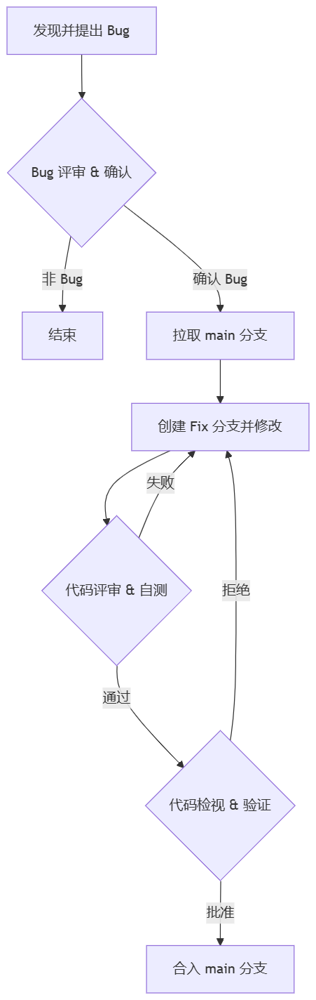 发现并提出 Bug
Bug 评审 & 确认
非 Bug
确认 Bug
结束
拉取 main 分支
创建 Fix 分支并修改
失败
代码评审 & 自测
拒绝
通过
代码检视 & 验证
批准
合入 main 分支